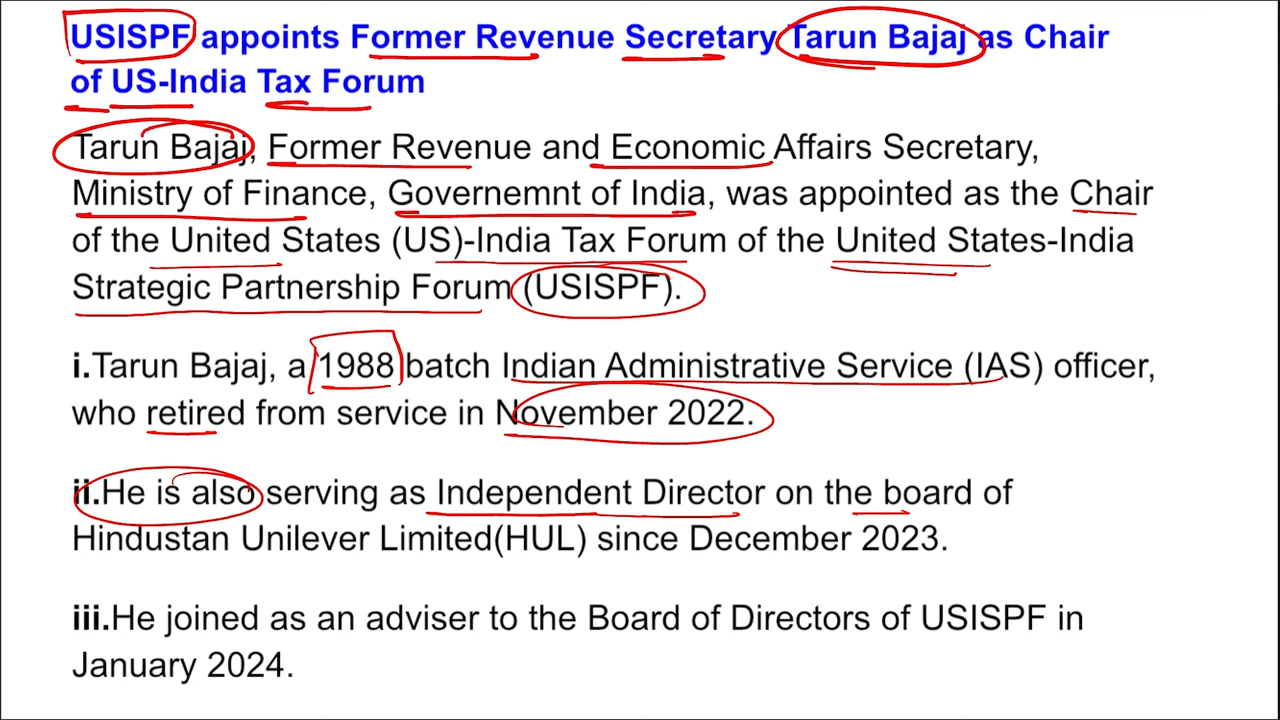 USISPF appoints Former Revenue Secretary Tarun Bajaj as Chair
of US-India Tax Forum
Tarun Bajaj, Former Revenue and Economic Affairs Secretary,
Ministry of Finance, Governemnt of India, was appointed as the Chair
of the United States (US)-India Tax Forum of the United States-India
Strategic Partnership Forum (USISPF).
i.Tarun Bajaj, a 1988 batch Indian Administrative Service (IAS) officer,
who retired from service in November 2022.
ii.He is also serving as Independent Director on the board of
Hindustan Unilever Limited(HUL) since December 2023.
iii.He joined as an adviser to the Board of Directors of USISPF in
January 2024.